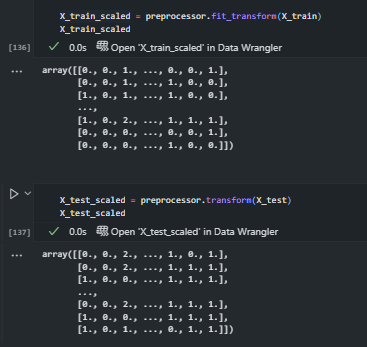 X_train_scaled = preprocessor.fit_transform(X_train)
X_train_scaled
[136] ✓ 0.0s Open 'X_train_scaled' in Data Wrangler
... array([[0., 0., 1., ..., 0., 0., 1.],
[0., 0., 1., ..., 1., 0., 0.],
[1., 0., 1., ..., 1., 0., 0.],
...,
[1., 0., 2., ..., 1., 1., 1.],
[0., 0., 0., ..., 0., 0., 1.],
[0., 0., 0., ..., 1., 0., 0.]])
X_test_scaled = preprocessor.transform(X_test)
X_test_scaled
[137] ✓ 0.0s Open 'X_test_scaled' in Data Wrangler
... array([[0., 0., 2., ..., 1., 0., 1.],
[0., 0., 2., ..., 1., 1., 1.],
[1., 0., 0., ..., 1., 1., 1.],
...,
[0., 0., 2., ..., 1., 1., 1.],
[1., 0., 0., ..., 1., 1., 1.],
[1., 0., 1., ..., 0., 1., 1.]])